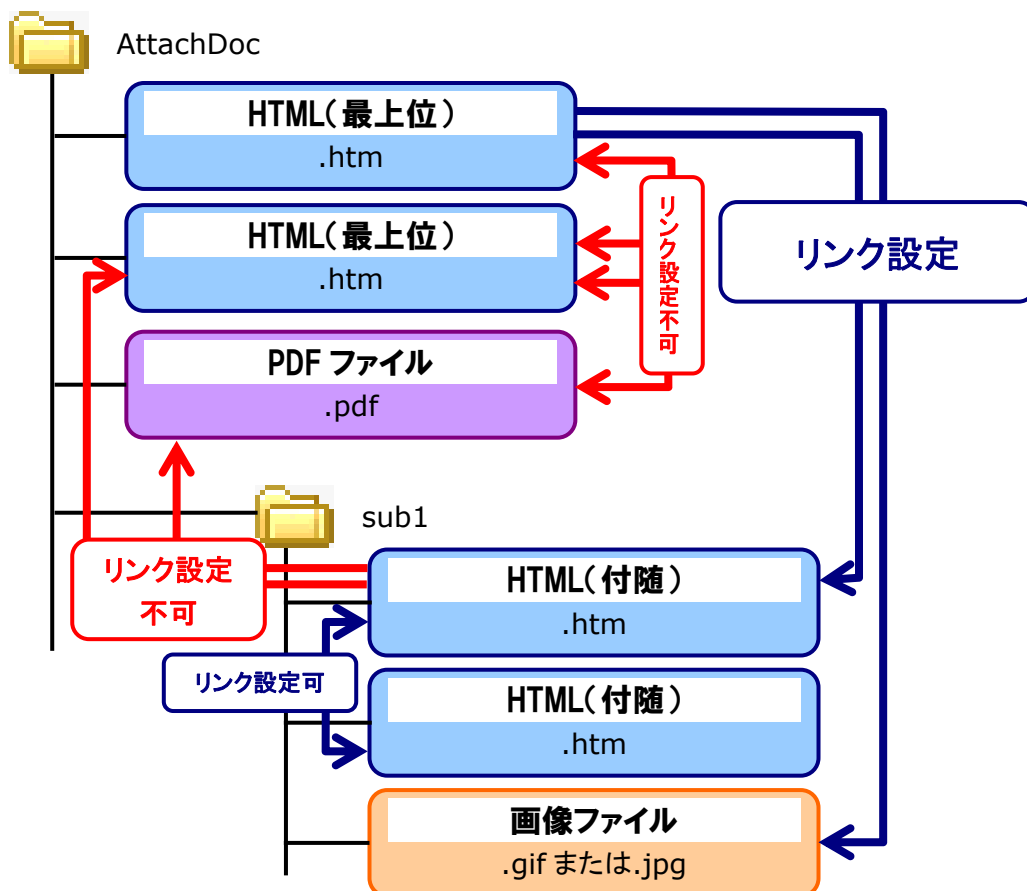 AttachDoc
HTML（最上位）
.htm
HTML（最上位）
.htm
リンク設定不可
リンク設定
PDF ファイル
.pdf
sub1
リンク設定
不可
HTML（付随）
.htm
リンク設定可
HTML（付随）
.htm
画像ファイル
.gif または.jpg